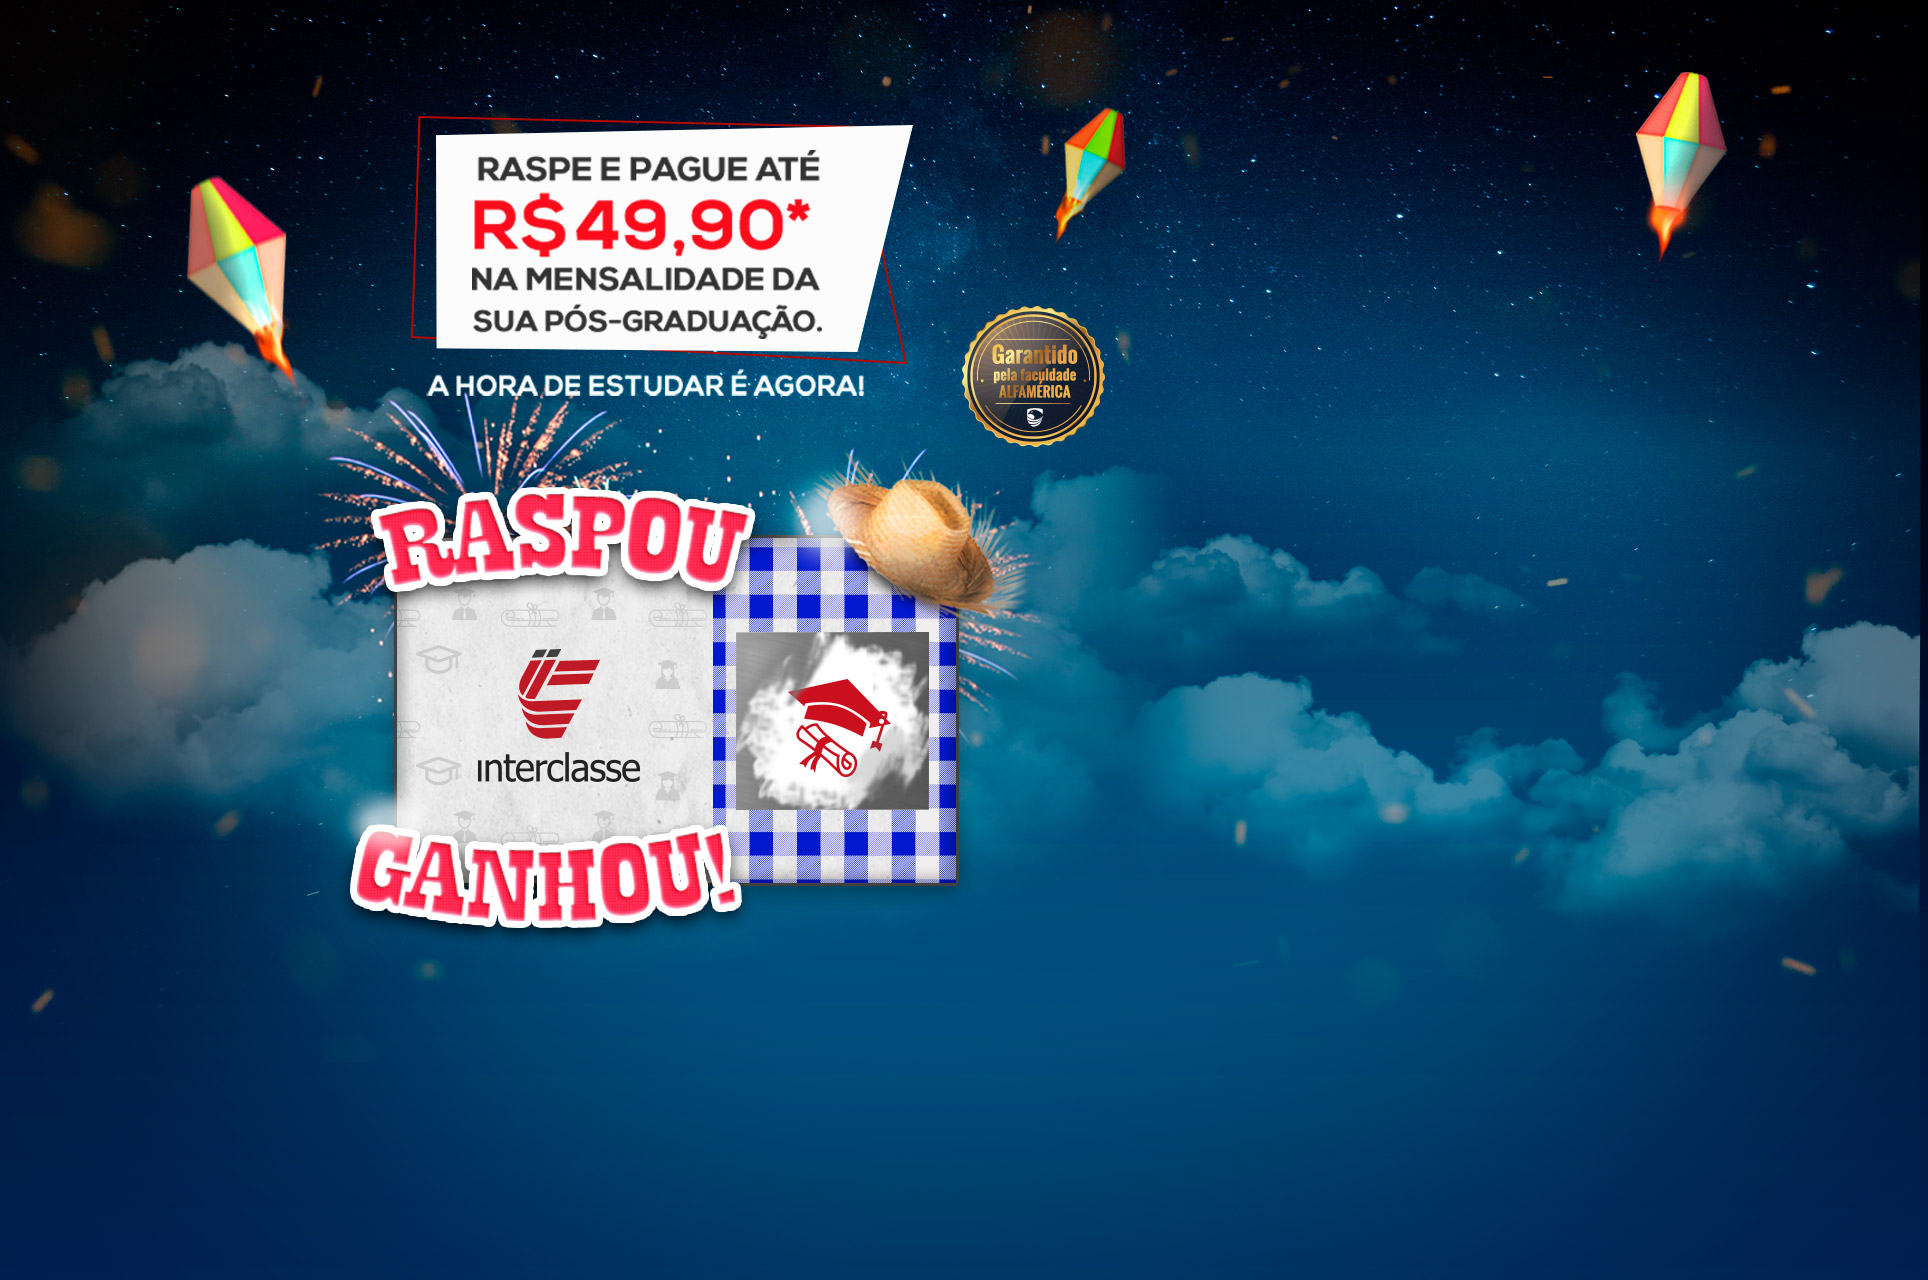 RASPE E PAGUE ATÉ
R$49,90*
NA MENSALIDADE DA
SUA PÓS-GRADUAÇÃO.
A HORA DE ESTUDAR É AGORA!
Garantido
pela faculdade
ALFAMÉRICA
RASPOU
interclasse
GANHOU!